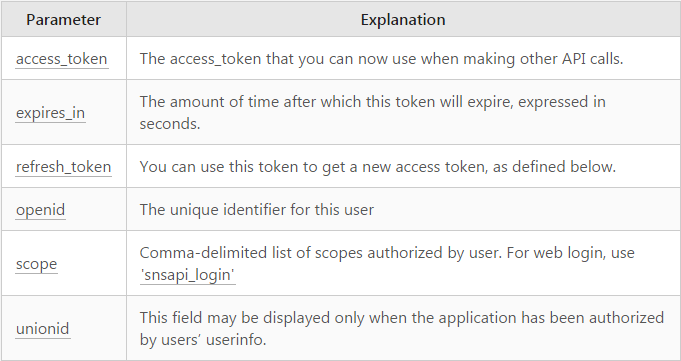 Parameter Explanation
access_token The access_token that you can now use when making other API calls.
expires_in The amount of time after which this token will expire, expressed in
seconds.
refresh_token You can use this token to get a new access token, as defined below.
openid The unique identifier for this user
scope Comma-delimited list of scopes authorized by user. For web login, use
'snsapi_login'
unionid This field may be displayed only when the application has been authorized
by users’ userinfo.